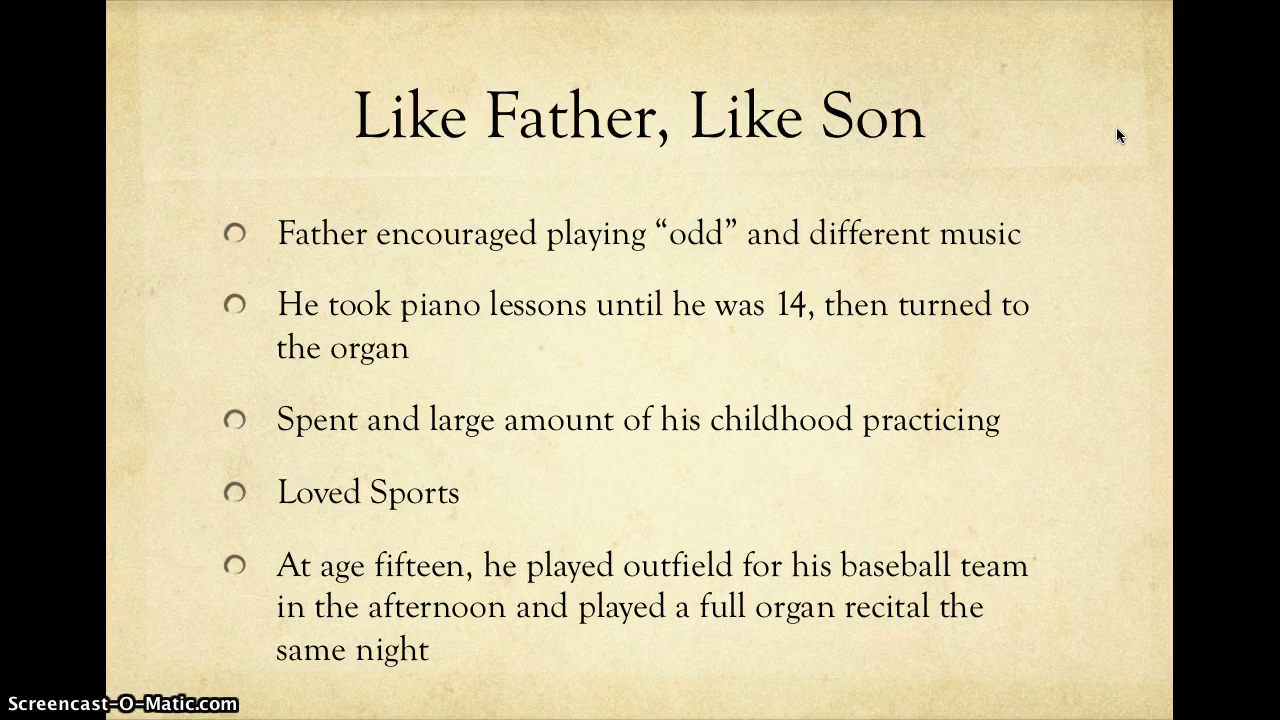 Like Father, Like Son
Father encouraged playing “odd” and different music
He took piano lessons until he was 14, then turned to
the organ
Spent and large amount of his childhood practicing
Loved Sports
At age fifteen, he played outfield for his baseball team
in the afternoon and played a full organ recital the
same night
Screencast-O-Matic.com